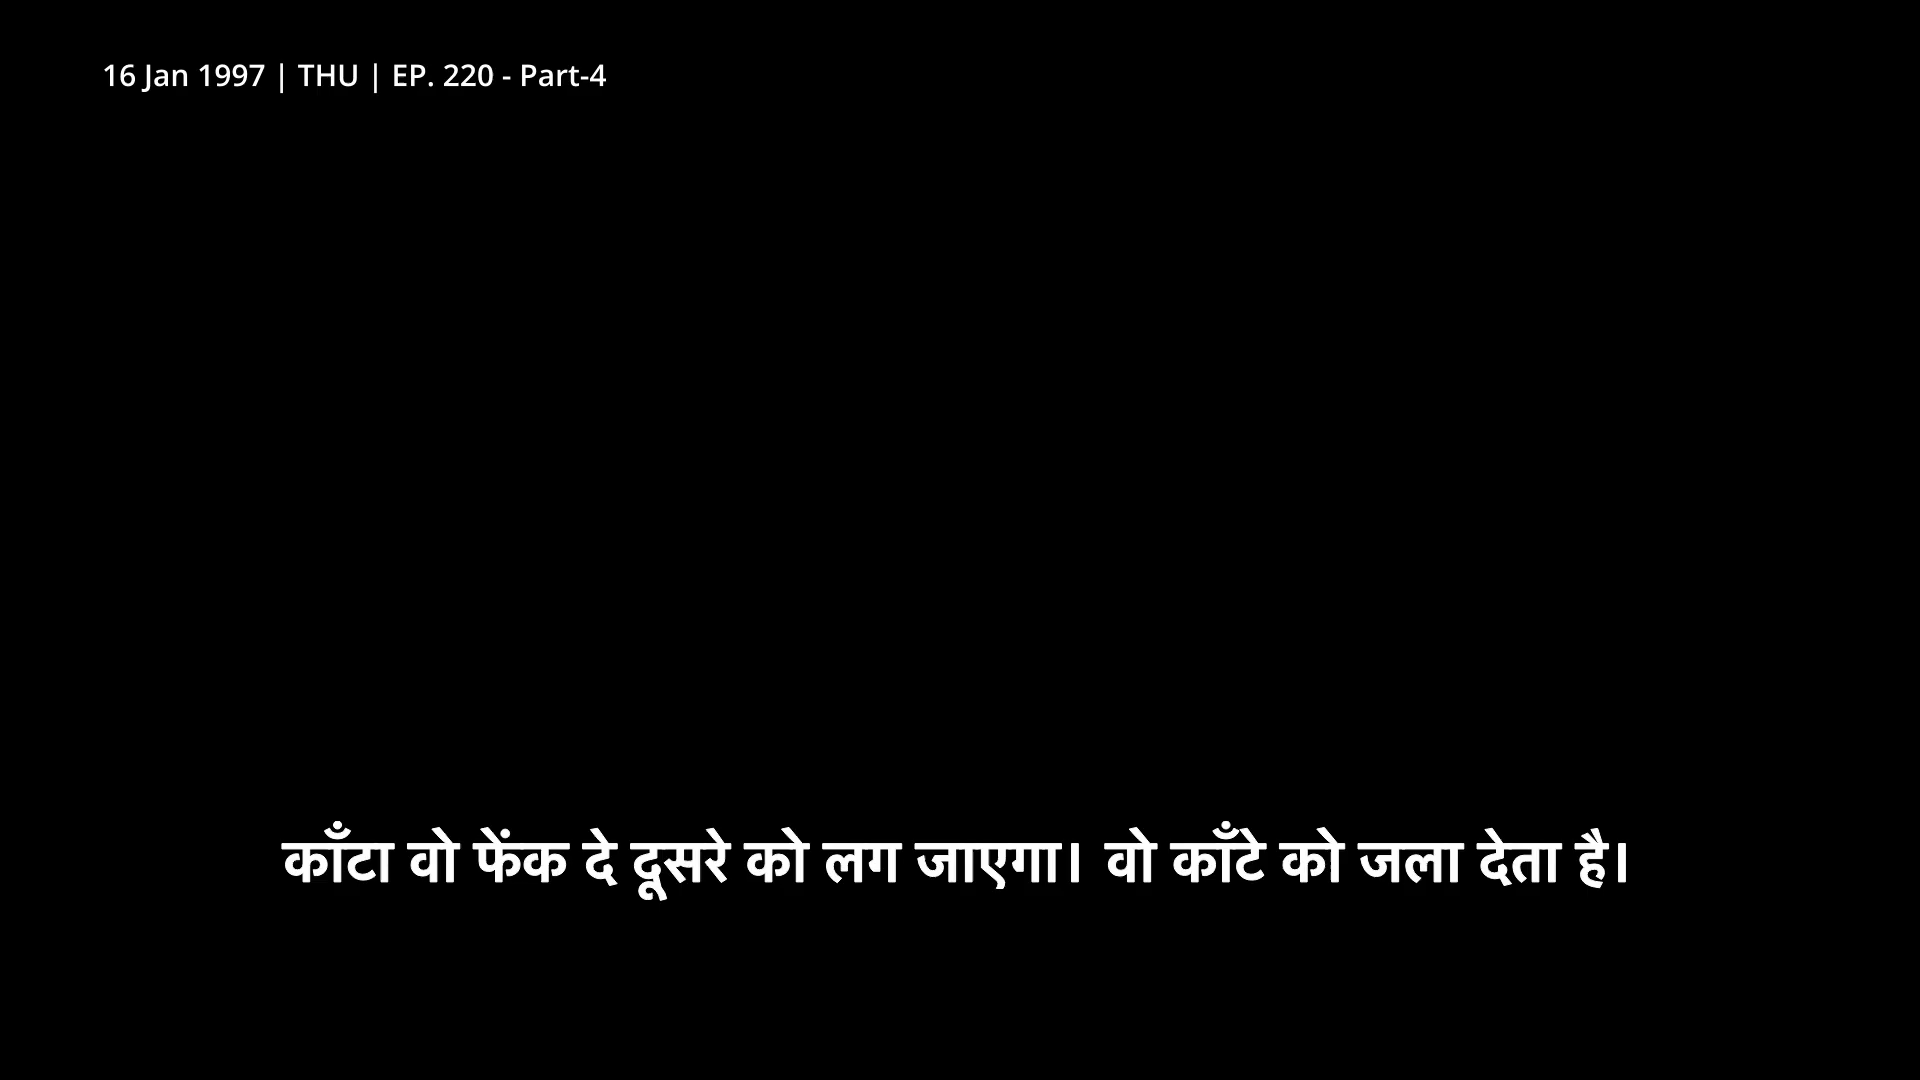 16 Jan 1997 | THU | EP. 220 - Part-4
काँटा वो फेंक दे दूसरे को लग जाएगा। वो काँटे को जला देता है।